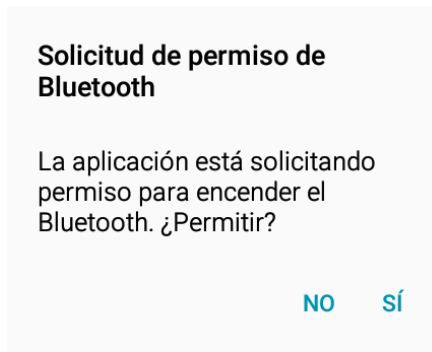 Solicitud de permiso de
Bluetooth
La aplicación está solicitando
permiso para encender el
Bluetooth. ¿Permitir?
NO SÍ